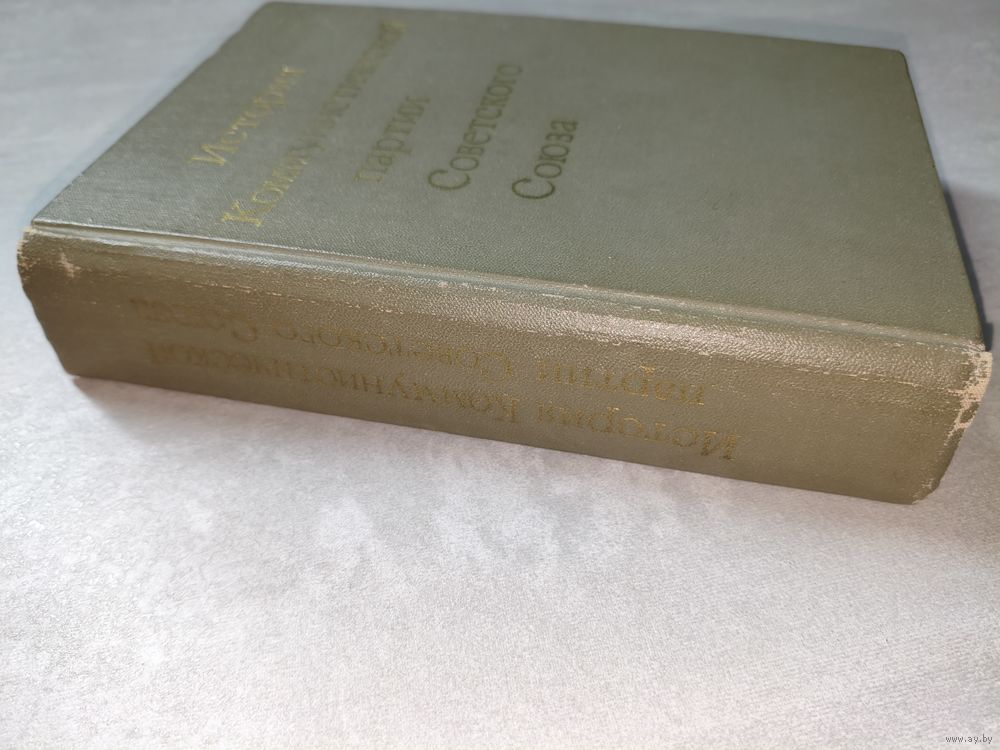 История
Коммунистической
партии
Советского
Союза
История Коммунистической
партии Советского Союза
www.ay.by